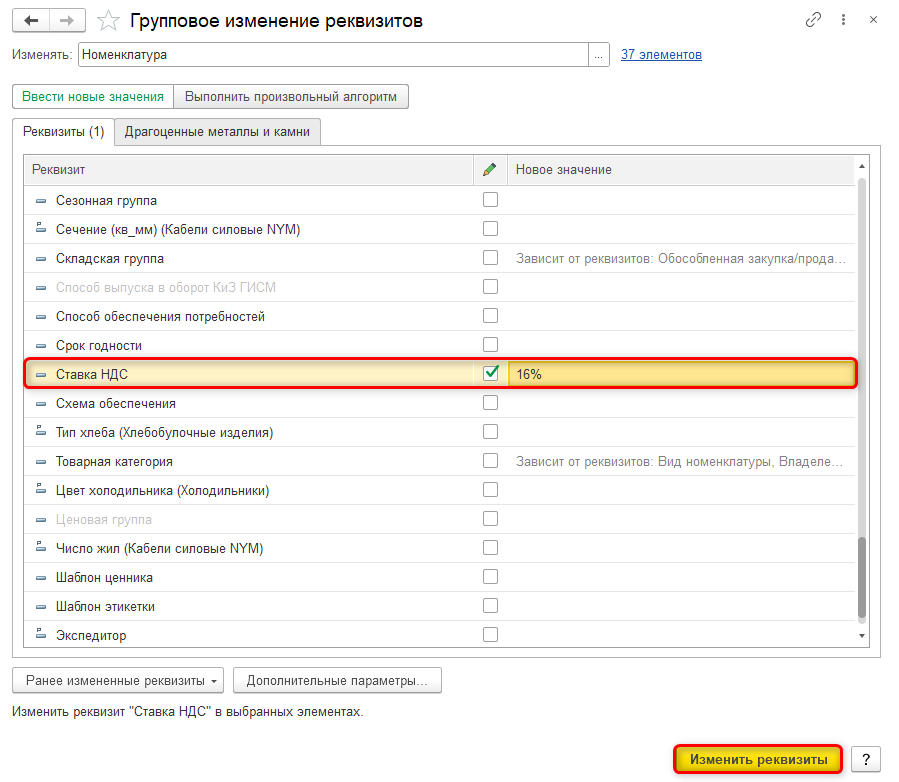 Групповое изменение реквизитов
Изменять: Номенклатура ... 37 элементов
Ввести новые значения Выполнить произвольный алгоритм
Реквизиты (1) Драгоценные металлы и камни
Реквизит Новое значение
Сезонная группа
Сечение (кв_мм) (Кабели силовые NYM)
Складская группа Зависит от реквизитов: Обособленная закупка/прода...
Способ выпуска в оборот КиЗ ГИСМ
Способ обеспечения потребностей
Срок годности
Ставка НДС 16%
Схема обеспечения
Тип хлеба (Хлебобулочные изделия)
Товарная категория Зависит от реквизитов: Вид номенклатуры, Владеле...
Цвет холодильника (Холодильники)
Ценовая группа
Число жил (Кабели силовые NYM)
Шаблон ценника
Шаблон этикетки
Экспедитор
Ранее измененные реквизиты Дополнительные параметры...
Изменить реквизит "Ставка НДС" в выбранных элементах.
Изменить реквизиты ?